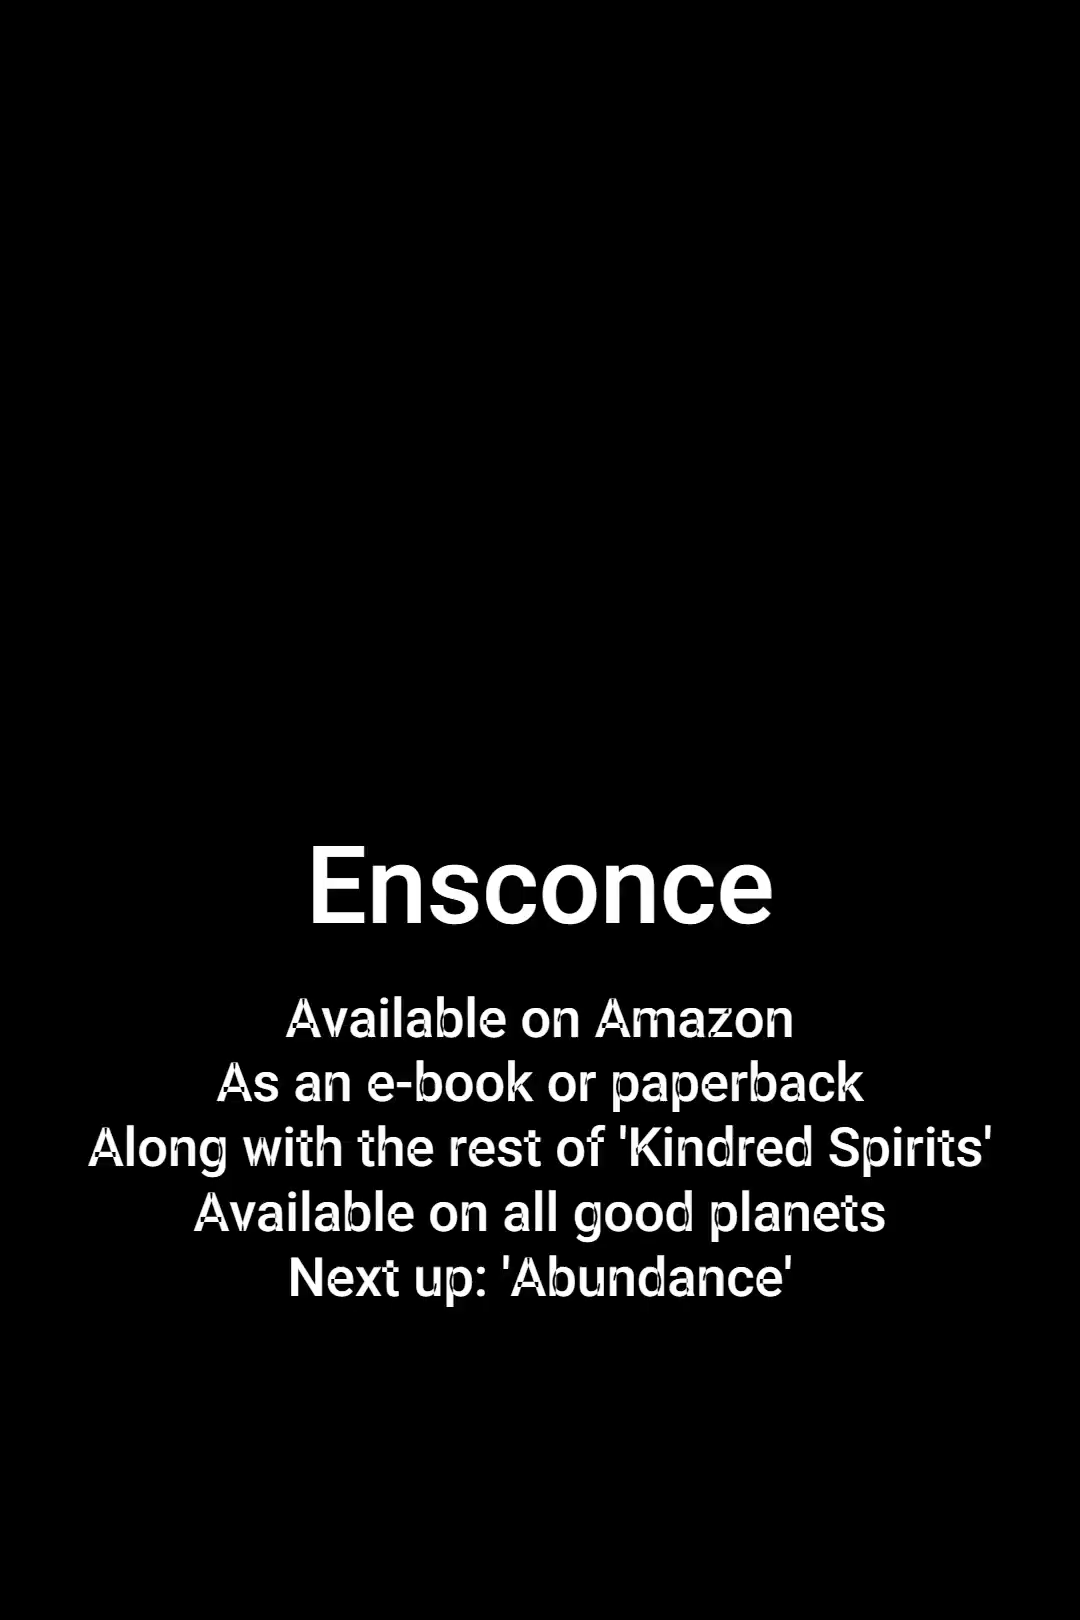 Ensconce
Available on Amazon
As an e-book or paperback
Along with the rest of 'Kindred Spirits'
Available on all good planets
Next up: 'Abundance'